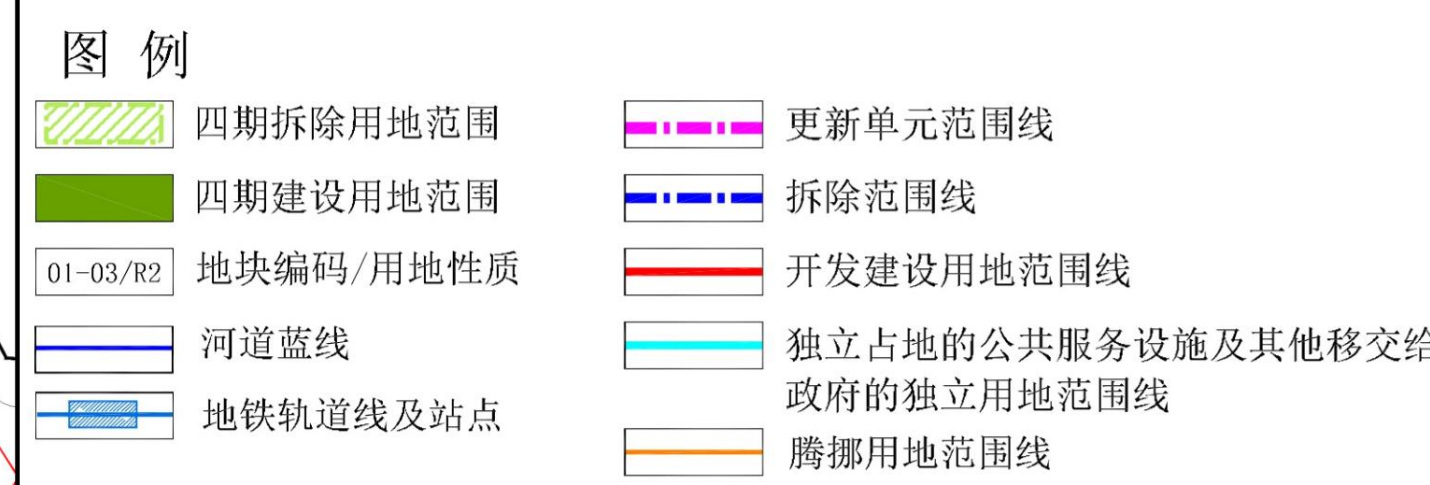 图 例
四期拆除用地范围
四期建设用地范围
01-03/R2 地块编码/用地性质
河道蓝线
地铁轨道线及站点
更新单元范围线
拆除范围线
开发建设用地范围线
独立占地的公共服务设施及其他移交给
政府的独立用地范围线
腾挪用地范围线